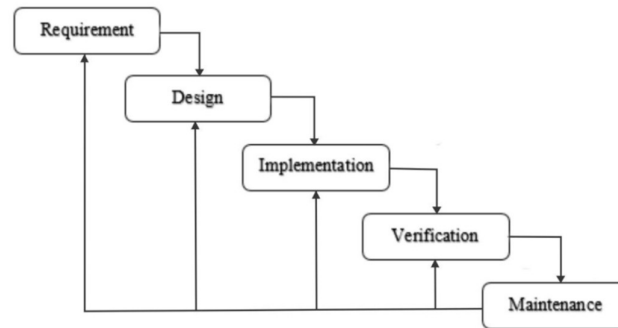 Requirement
Design
Implementation
Verification
Maintenance